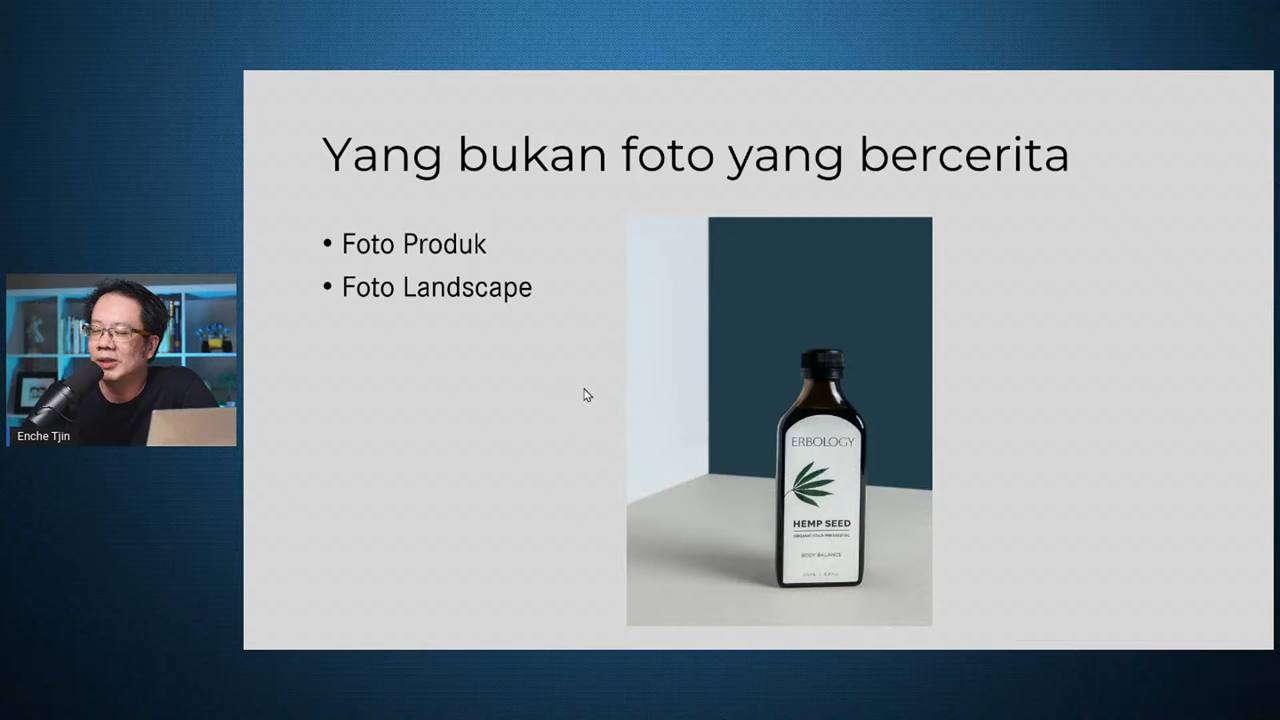 Yang bukan foto yang bercerita
• Foto Produk
• Foto Landscape
ERBOLOGY
HEMP SEED
ORGANIC COLD-PRESSED OIL
BODY BALANCE
Enche Tjin